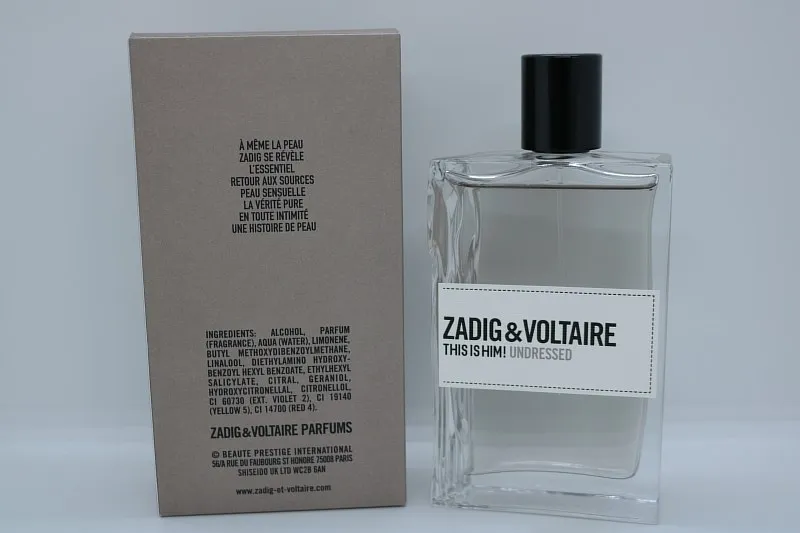 À MÊME LA PEAU
ZADIG SE RÉVÈLE
L'ESSENTIEL
RETOUR AUX SOURCES
PEAU SENSUELLE
LA VÉRITÉ PURE
EN TOUTE INTIMITÉ
UNE HISTOIRE DE PEAU
INGREDIENTS: ALCOHOL, PARFUM
(FRAGRANCE), AQUA (WATER), LIMONENE,
BUTYL METHOXYDIBENZOYLMETHANE,
LINALOOL, DIETHYLAMINO HYDROXY-
BENZOYL HEXYL BENZOATE, ETHYLHEXYL
SALICYLATE, CITRAL, GERANIOL,
HYDROXYCITRONELLAL, CITRONELLOL,
CI 60730 (EXT. VIOLET 2), CI 19140
(YELLOW 5), CI 14700 (RED 4).
ZADIG&VOLTAIRE PARFUMS
© BEAUTE PRESTIGE INTERNATIONAL
56/A RUE DU FAUBOURG ST HONORE 75008 PARIS
SHISEIDO UK LTD WC2B 6AN
www.zadig-et-voltaire.com
ZADIG&VOLTAIRE
THIS IS HIM! UNDRESSED